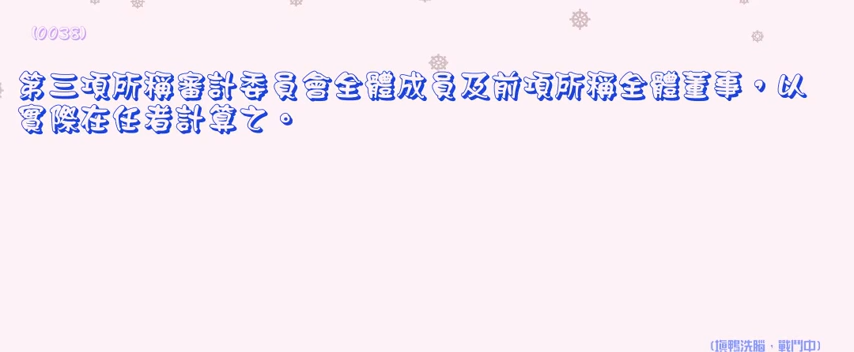 (0038)
第三項所稱審計委員會全體成員及前項所稱全體董事，以
實際在任者計算之。
(填鴨洗腦．戰鬥中)